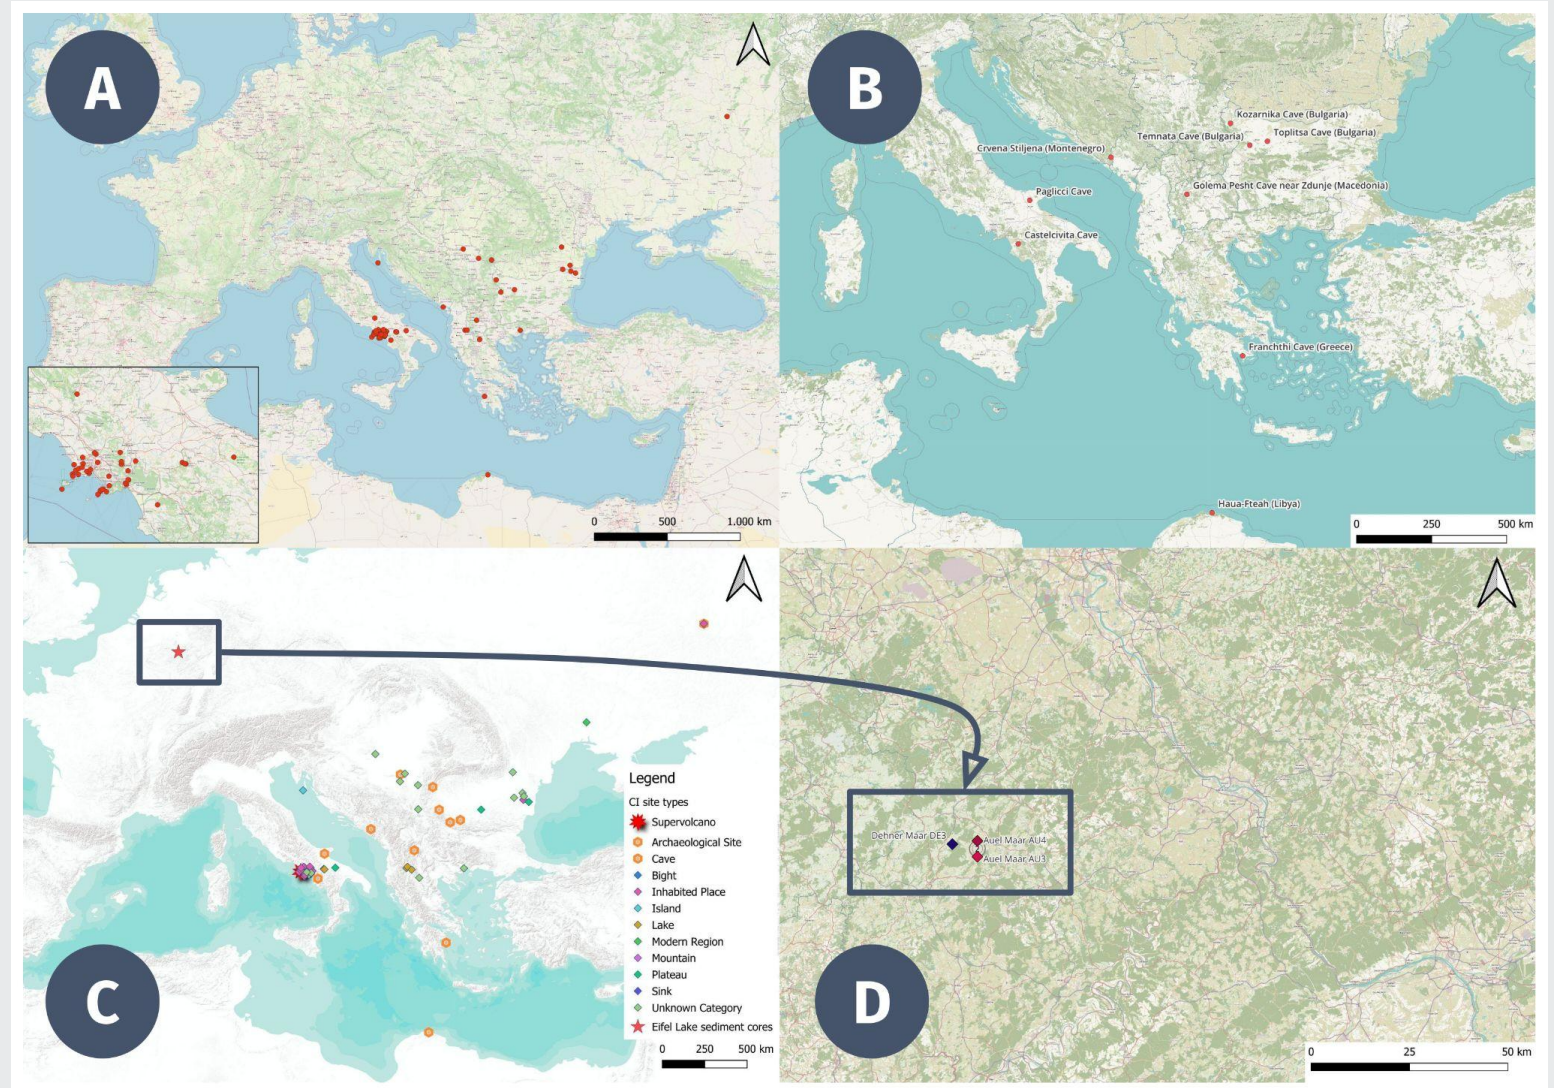 A
0 500 1.000 km
B
Kozarnika Cave (Bulgaria)
Temnata Cave (Bulgaria)
Toplitsa Cave (Bulgaria)
Crvena Stiljena (Montenegro)
Golema Pesht Cave near Zdunje (Macedonia)
Paglicci Cave
Castelcivita Cave
Franchthi Cave (Greece)
Haua-Fteah (Libya)
0 250 500 km
C
Legend
CI site types
Supervolcano
Archaeological Site
Cave
Bight
Inhabited Place
Island
Lake
Modern Region
Mountain
Plateau
Sink
Unknown Category
Eifel Lake sediment cores
0 250 500 km
D
Dehner Maar DE3
Auel Maar AU4
Auel Maar AU3
0 25 50 km